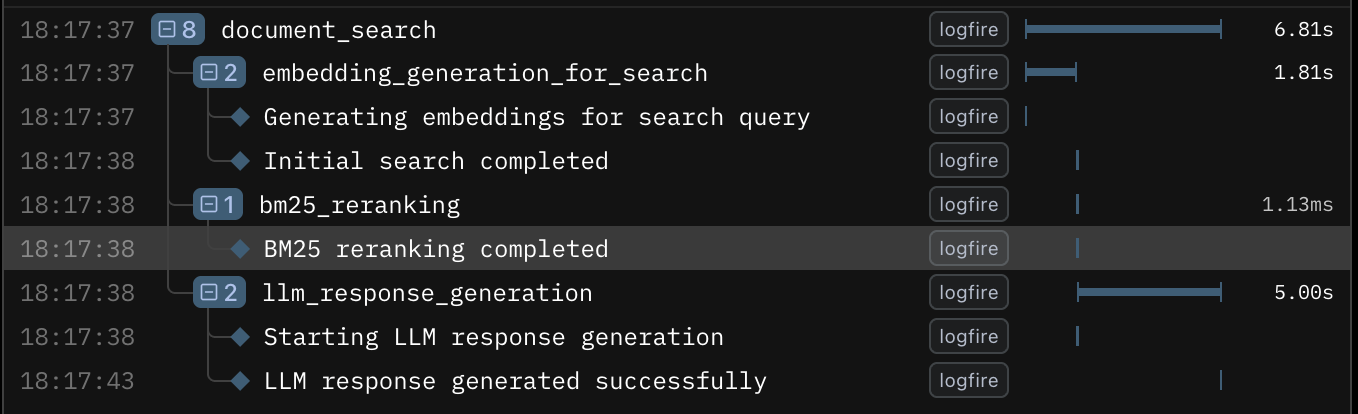 18:17:37 8 document_search logfire 6.81s
18:17:37 2 embedding_generation_for_search logfire 1.81s
18:17:37 Generating embeddings for search query logfire
18:17:38 Initial search completed logfire
18:17:38 1 bm25_reranking logfire 1.13ms
18:17:38 BM25 reranking completed logfire
18:17:38 2 llm_response_generation logfire 5.00s
18:17:38 Starting LLM response generation logfire
18:17:43 LLM response generated successfully logfire